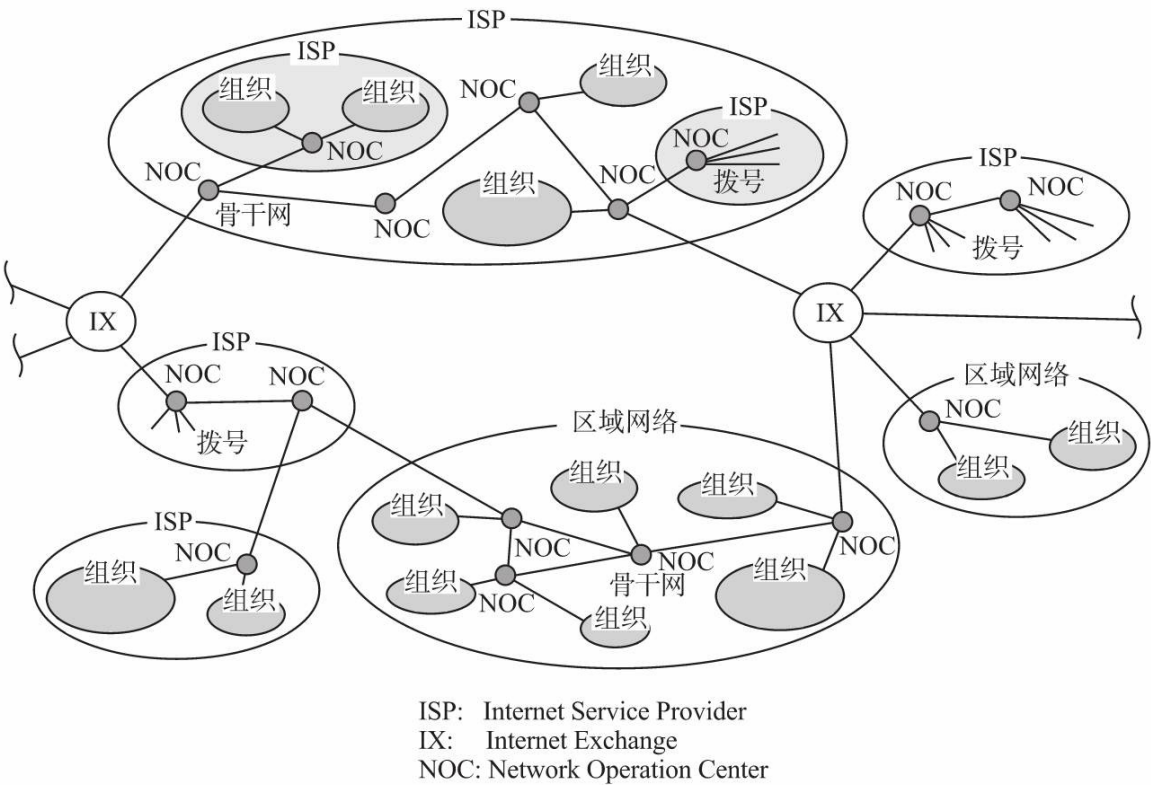 ISP
ISP
组织
组织
NOC
NOC
骨干网
NOC
NOC
组织
组织
NOC
ISP
NOC
拨号
ISP
NOC
NOC
拨号
IX
IX
ISP
NOC
NOC
拨号
区域网络
NOC
组织
组织
区域网络
组织
组织
组织
NOC
NOC
骨干网
NOC
组织
NOC
组织
组织
ISP
NOC
组织
组织
ISP: Internet Service Provider
IX: Internet Exchange
NOC: Network Operation Center